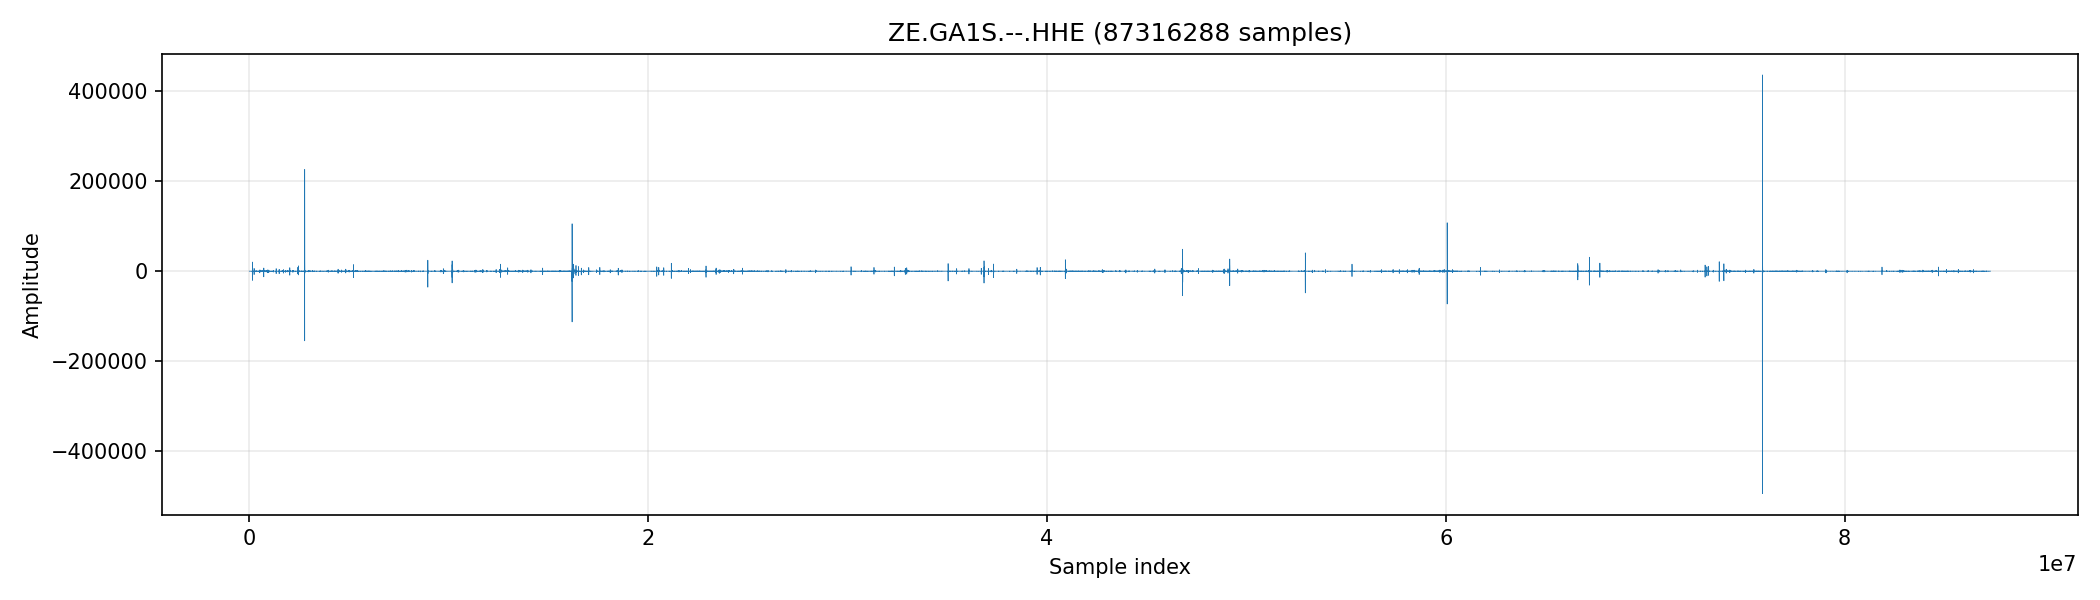 ZE.GA1S.--.HHE (87316288 samples)
400000
200000
0
−200000
−400000
Amplitude
0 2 4 6 8
1e7
Sample index